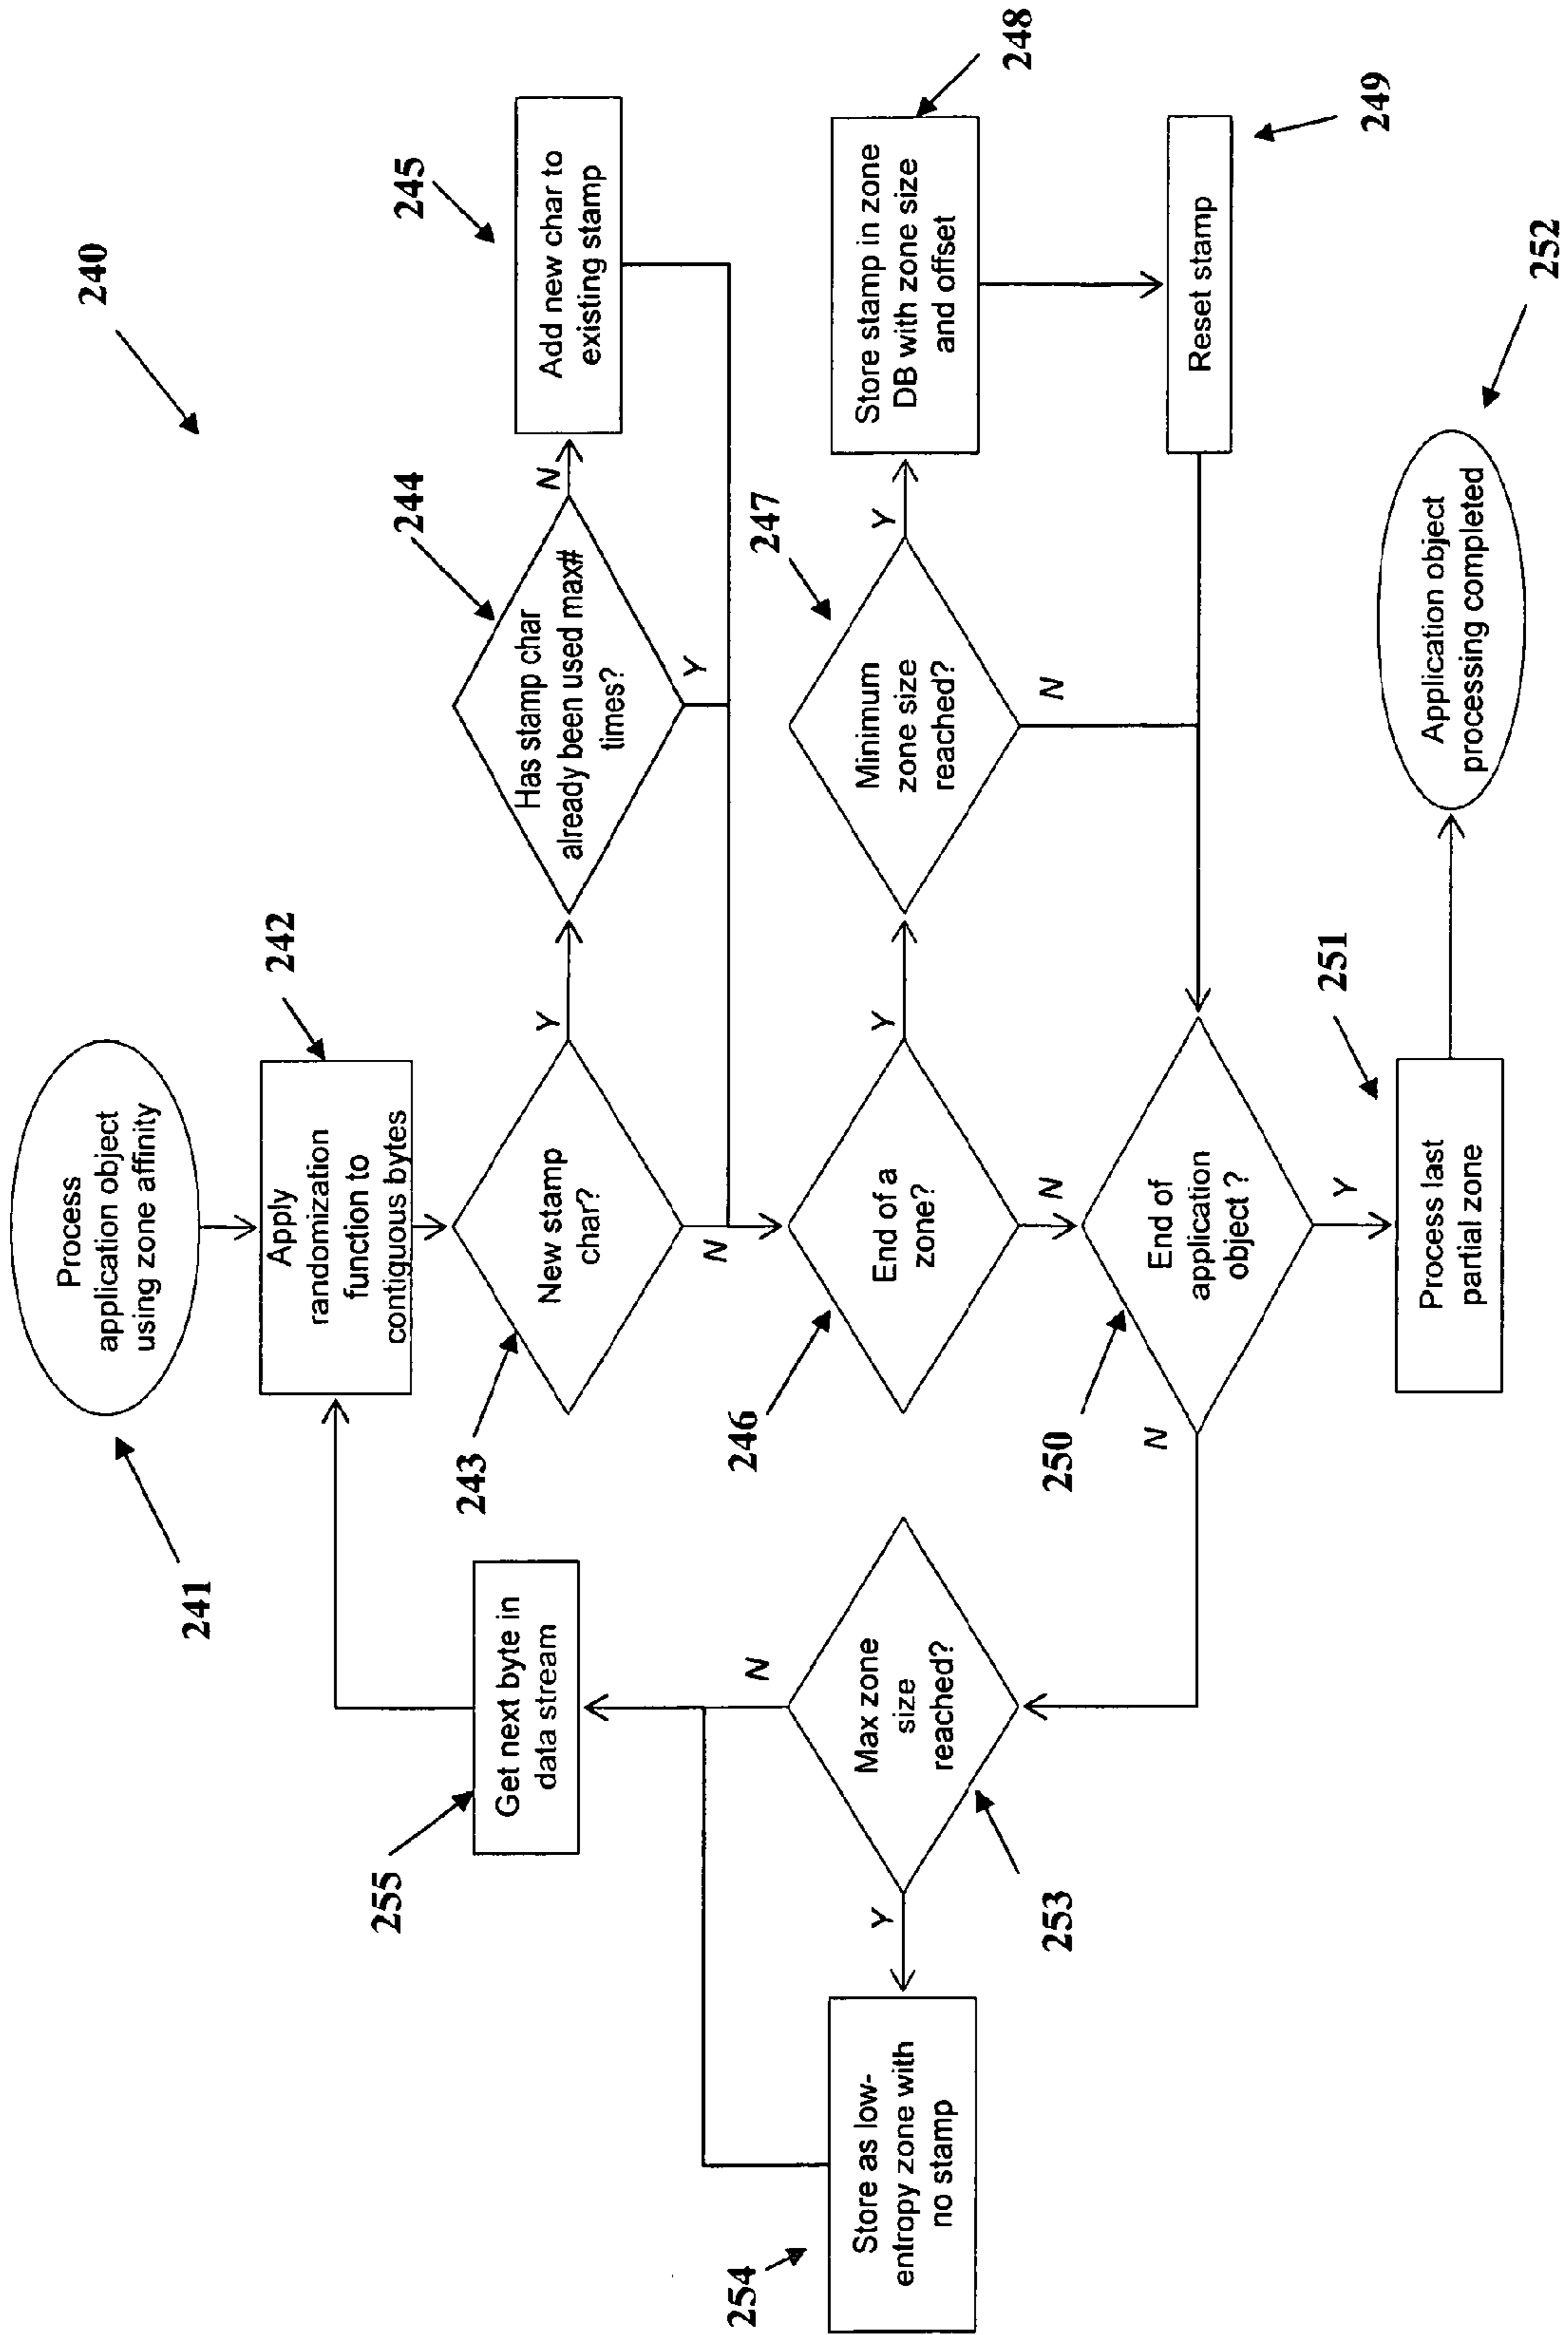 240
241
Process
application object
using zone affinity
242
Apply
randomization
function to
contiguous bytes
243
New stamp
char?
Y
N
244
Has stamp char
already been used max#
times?
N
Y
245
Add new char to
existing stamp
246
End of a
zone?
Y
N
247
Minimum
zone size
reached?
Y
N
248
Store stamp in zone
DB with zone size
and offset
249
Reset stamp
250
End of
application
object ?
N
Y
251
Process last
partial zone
252
Application object
processing completed
253
Max zone
size
reached?
N
Y
254
Store as low-
entropy zone with
no stamp
255
Get next byte in
data stream